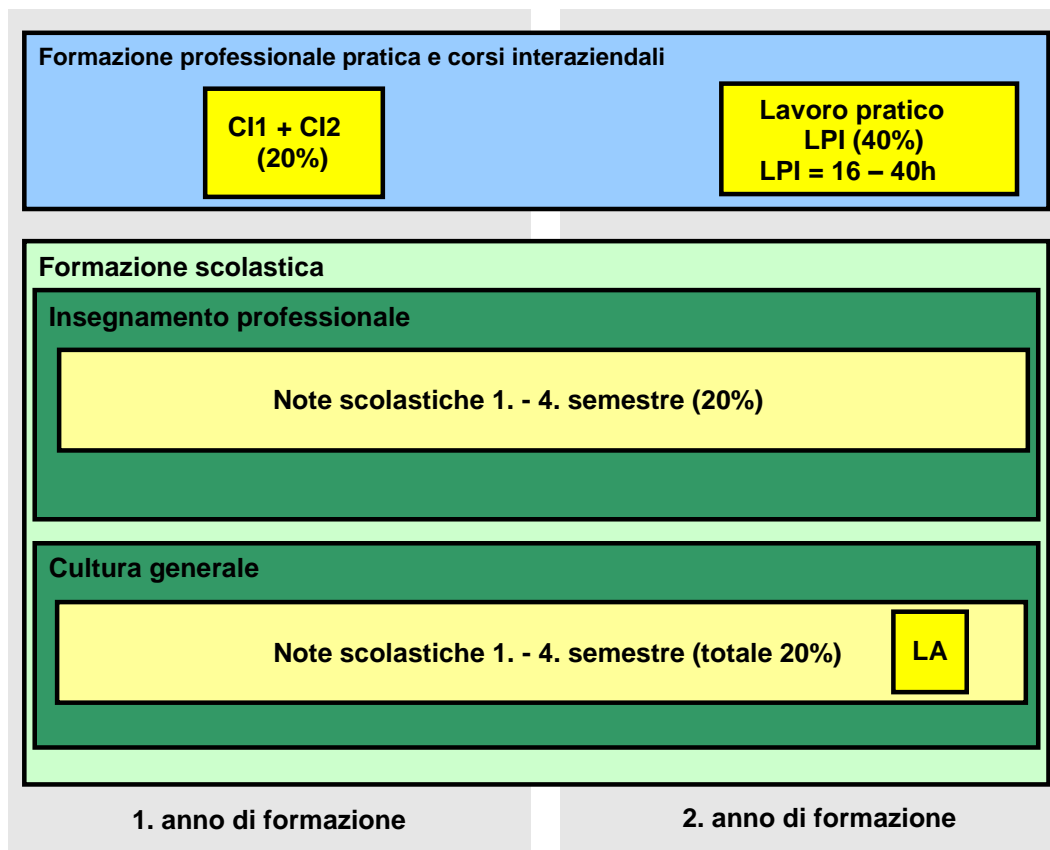 Formazione professionale pratica e corsi interaziendali
CI1 + CI2
(20%)
Lavoro pratico
LPI (40%)
LPI = 16 – 40h
Formazione scolastica
Insegnamento professionale
Note scolastiche 1. - 4. semestre (20%)
Cultura generale
Note scolastiche 1. - 4. semestre (totale 20%)
LA
1. anno di formazione
2. anno di formazione